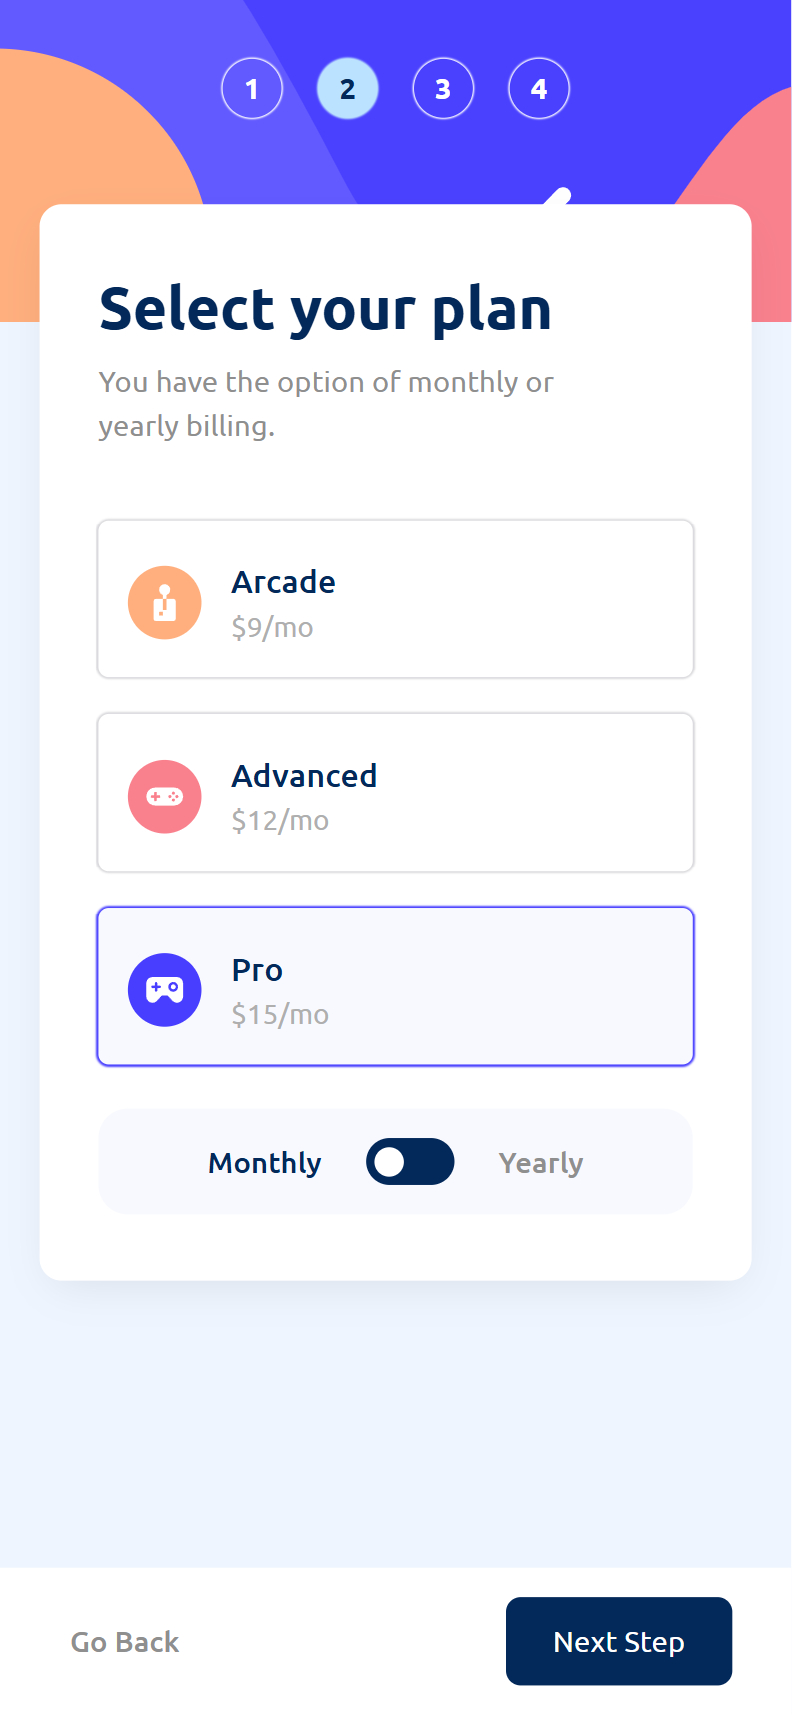 1 2 3 4
Select your plan
You have the option of monthly or
yearly billing.
Arcade
$9/mo
Advanced
$12/mo
Pro
$15/mo
Monthly Yearly
Go Back Next Step